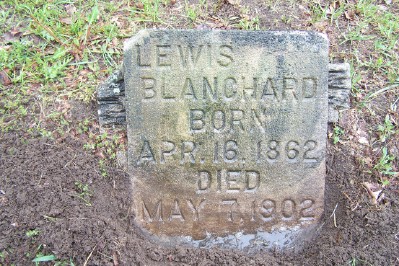 LEWIS
BLANCHARD
BORN
APR. 16. 1862
DIED
MAY 7. 1902